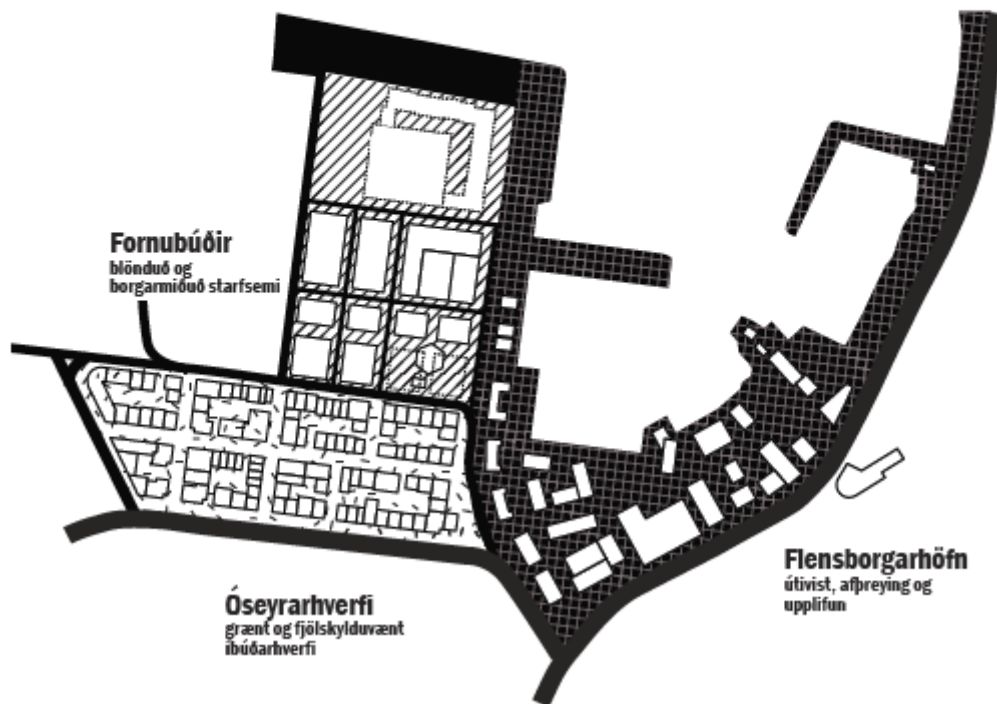 Fornubúðir
blönduð og
borgarmiðuð starfsemi
Óseyrarhverfi
grænt og fjölskylduvænt
íbúðarhverfi
Flensborgarhöfn
útivist, afþreying og
upplifun